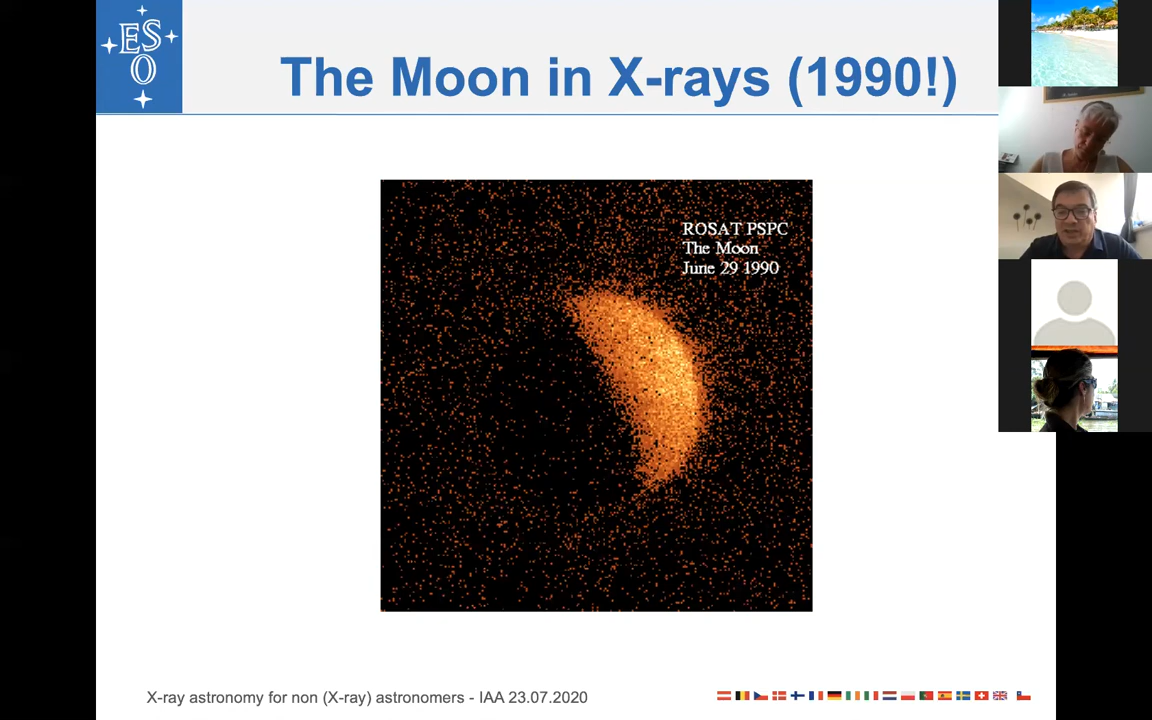 ES
O
The Moon in X-rays (1990!)
ROSAT PSPC
The Moon
June 29 1990
X-ray astronomy for non (X-ray) astronomers - IAA 23.07.2020